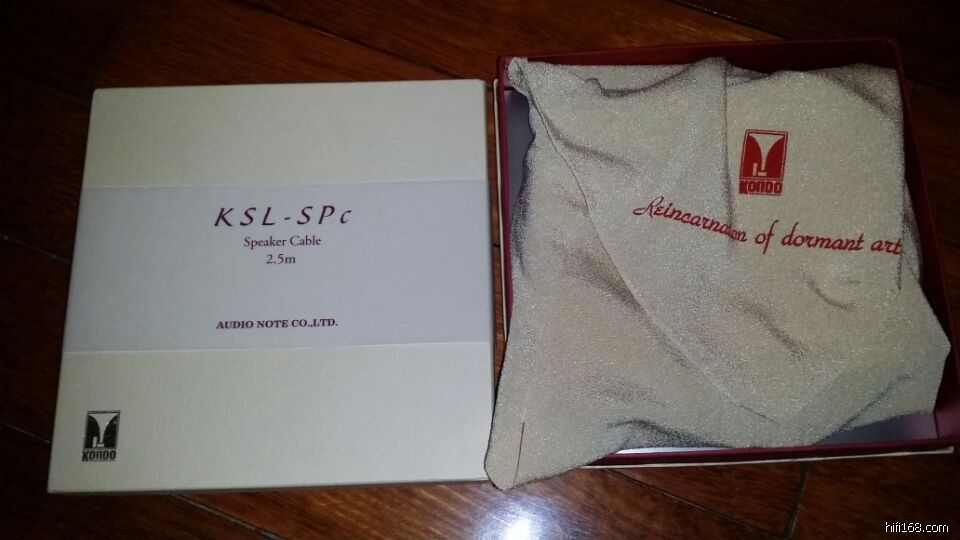 KSL-SPc
Speaker Cable
2.5m
AUDIO NOTE CO.,LTD.
KONDO
KONDO
Reincarnation of dormant art
hifi168.com